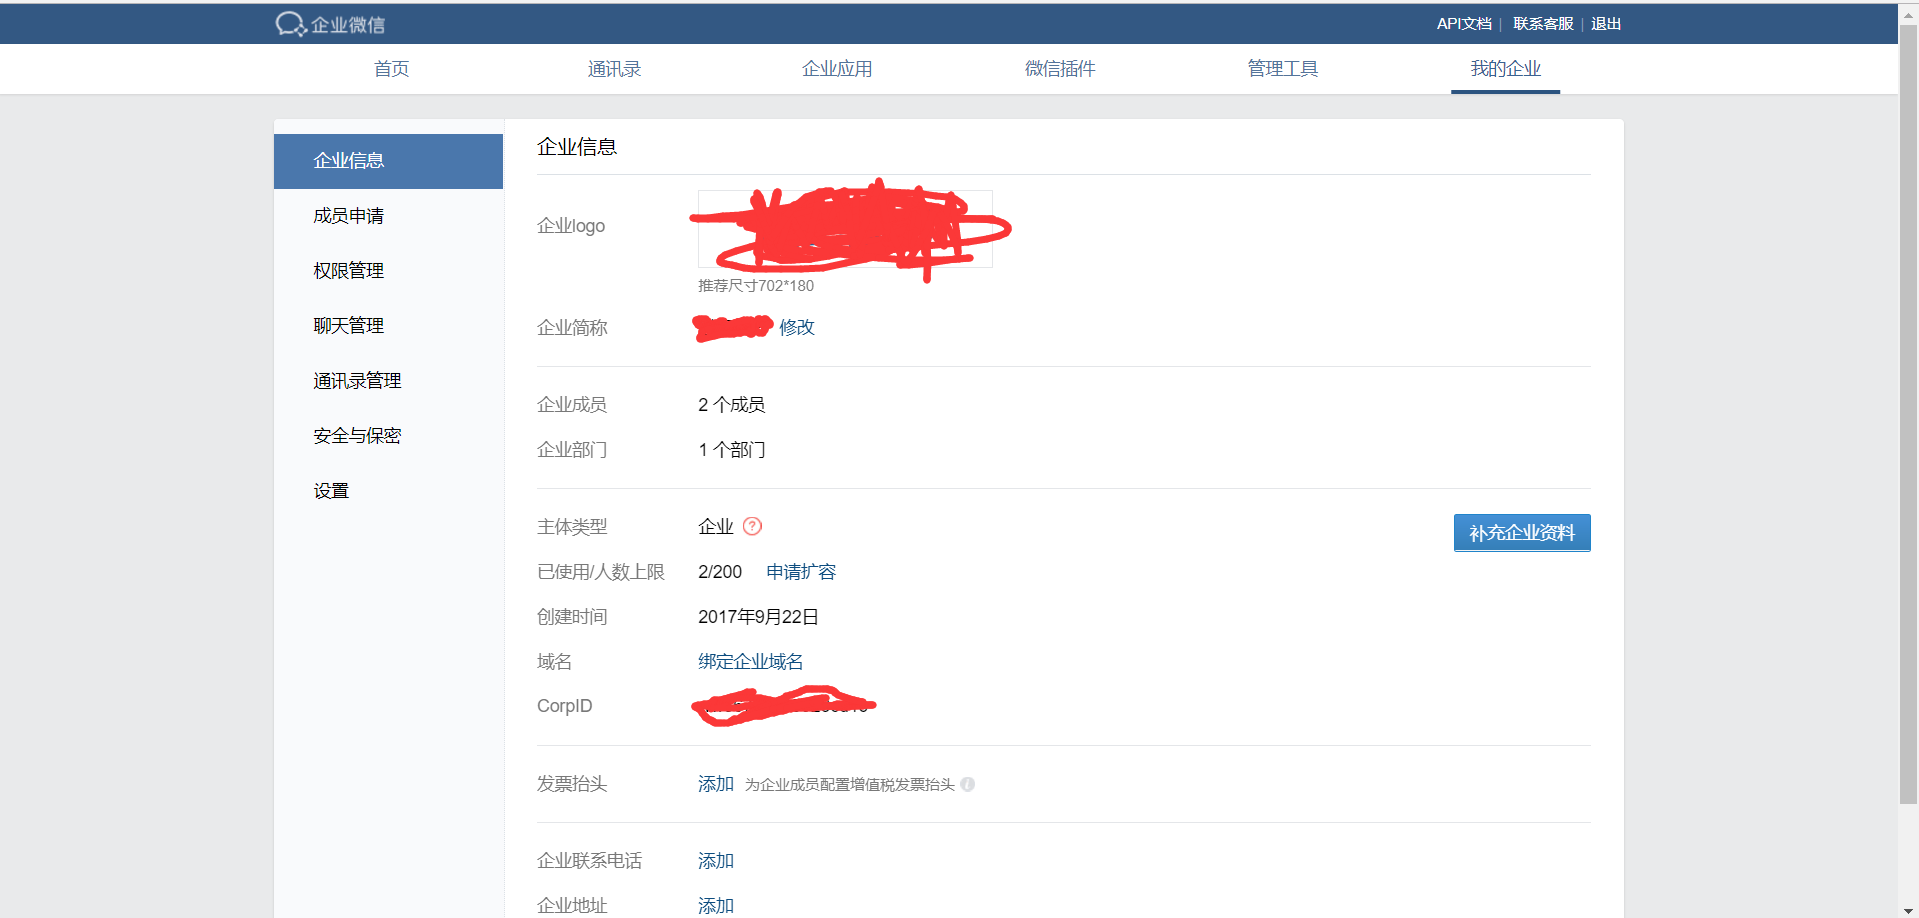 企业微信
API文档 | 联系客服 | 退出
首页 通讯录 企业应用 微信插件 管理工具 我的企业
企业信息
成员申请
权限管理
聊天管理
通讯录管理
安全与保密
设置
企业信息
企业logo
推荐尺寸702*180
企业简称 修改
企业成员 2 个成员
企业部门 1 个部门
主体类型 企业 ?
补充企业资料
已使用/人数上限 2/200 申请扩容
创建时间 2017年9月22日
域名 绑定企业域名
CorpID
发票抬头 添加 为企业成员配置增值税发票抬头 i
企业联系电话 添加
企业地址 添加